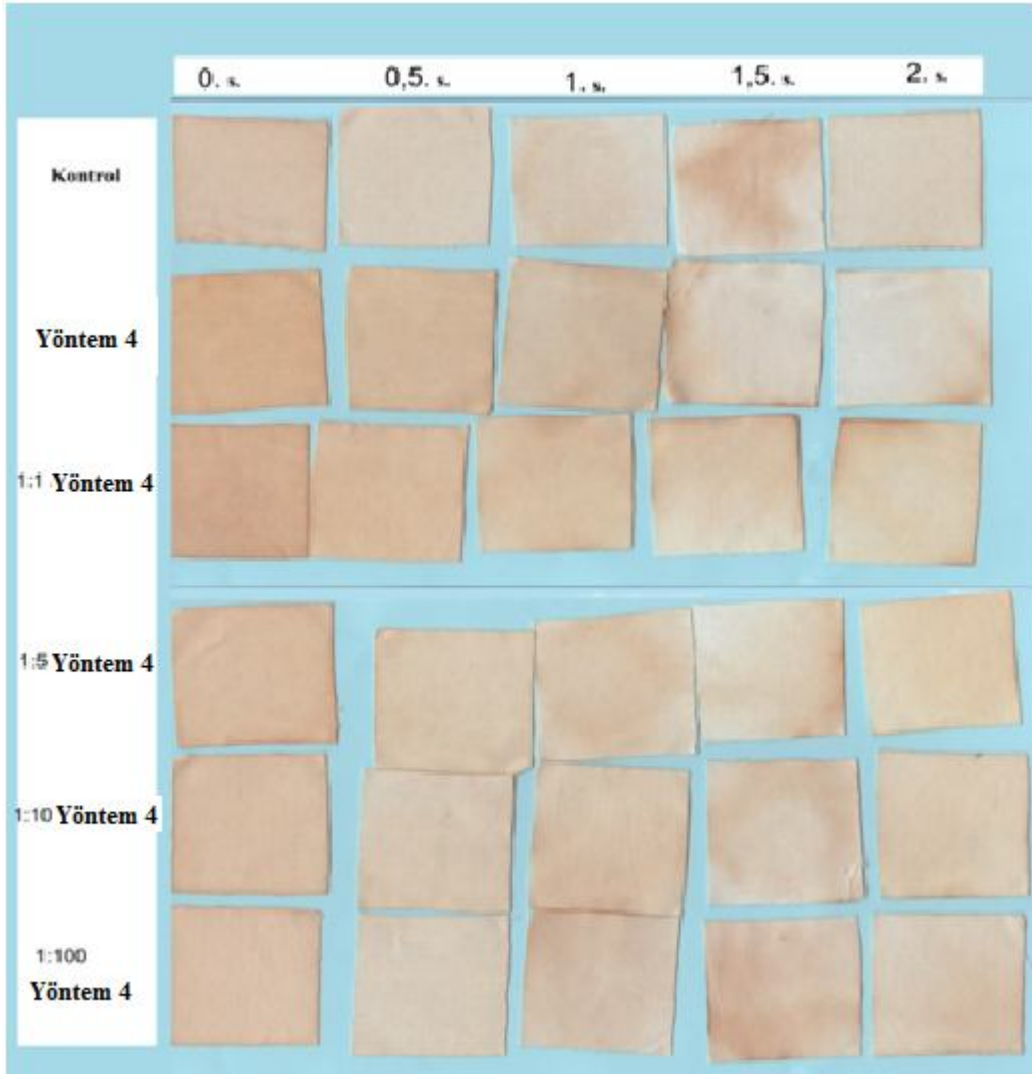 0. s. 0,5. s. 1. s. 1,5. s. 2. s.
Kontrol
Yöntem 4
1:1 Yöntem 4
1:5 Yöntem 4
1:10 Yöntem 4
1:100
Yöntem 4